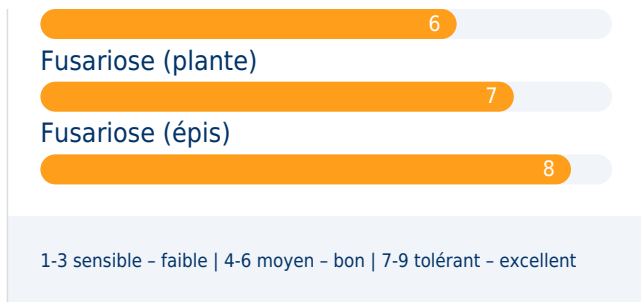 6
Fusariose (plante)
7
Fusariose (épis)
8
1-3 sensible – faible | 4-6 moyen – bon | 7-9 tolérant – excellent